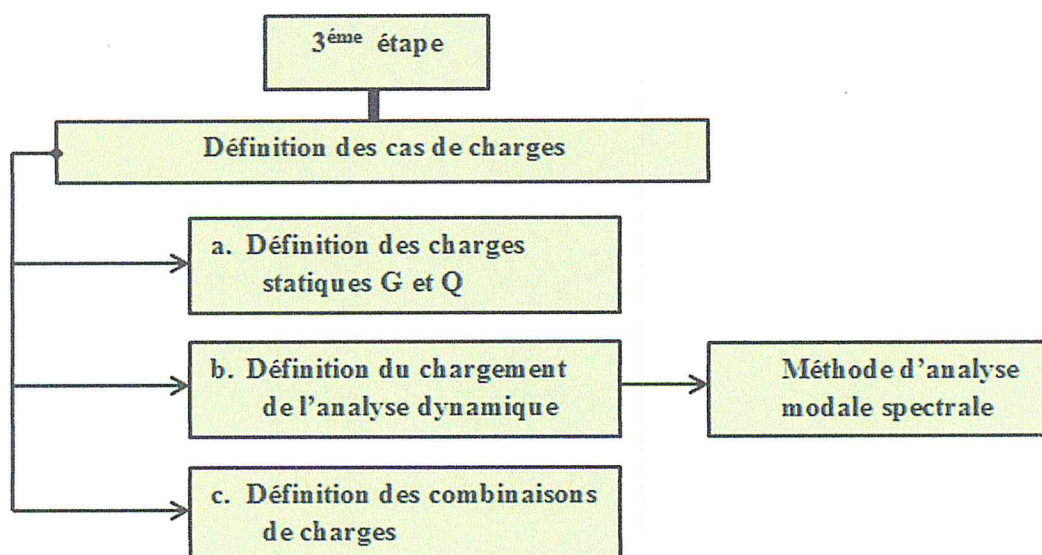 3éme étape
Définition des cas de charges
a. Définition des charges
statiques G et Q
b. Définition du chargement
de l'analyse dynamique
Méthode d'analyse
modale spectrale
c. Définition des combinaisons
de charges